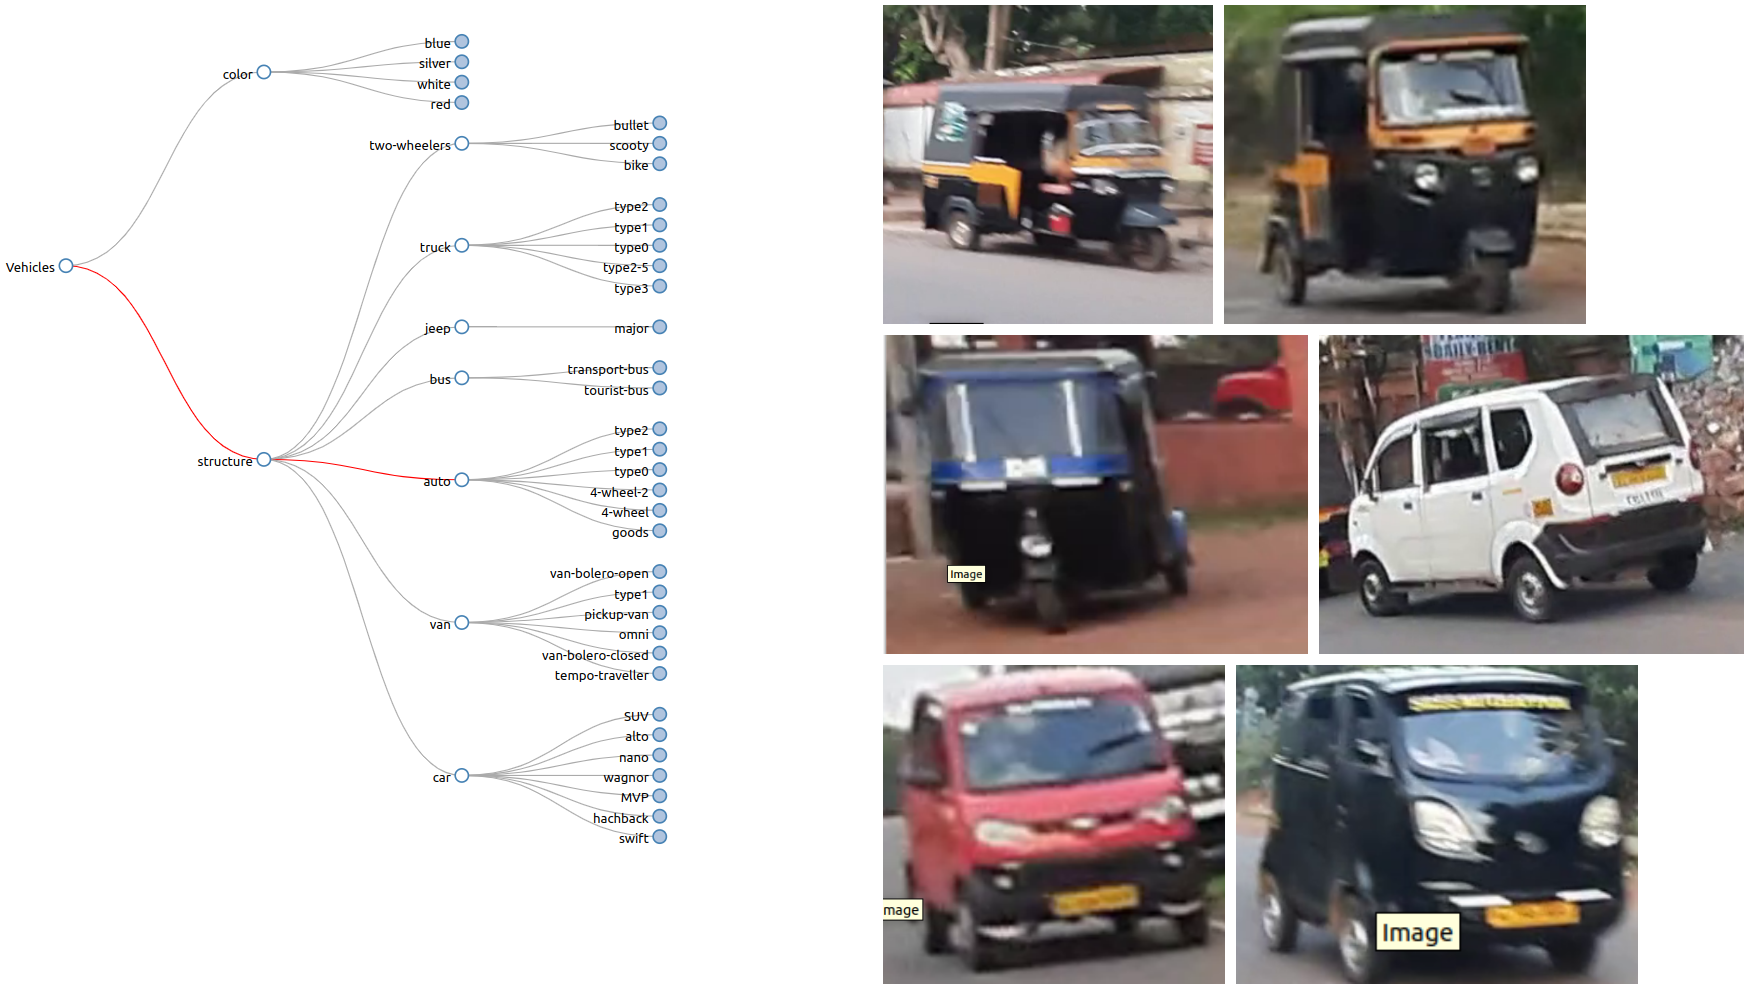 blue
silver
color
white
red
bullet
two-wheelers
scooty
bike
type2
type1
truck
type0
Vehicles
type2-5
type3
jeep
major
transport-bus
bus
tourist-bus
type2
type1
structure
type0
auto
4-wheel-2
4-wheel
goods
van-bolero-open
type1
pickup-van
van
omni
van-bolero-closed
tempo-traveller
SUV
alto
nano
car
wagnor
MVP
hachback
swift
DAILY-RENT
Image
mage
Image